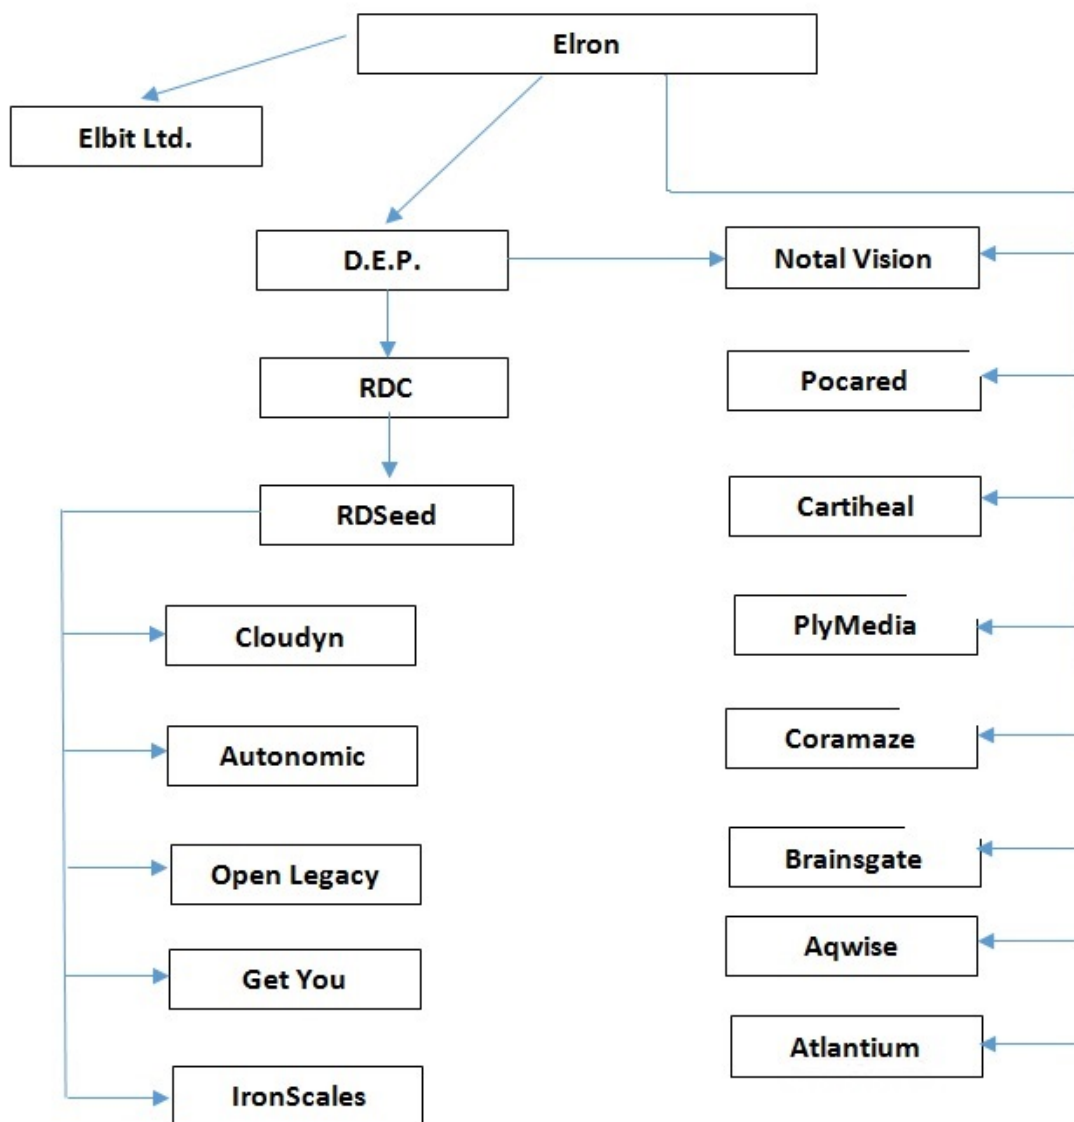 Elron
Elbit Ltd.
D.E.P.
Notal Vision
RDC
Pocared
RDSeed
Cartiheal
Cloudyn
PlyMedia
Autonomic
Coramaze
Open Legacy
Brainsgate
Get You
Aqwise
IronScales
Atlantium